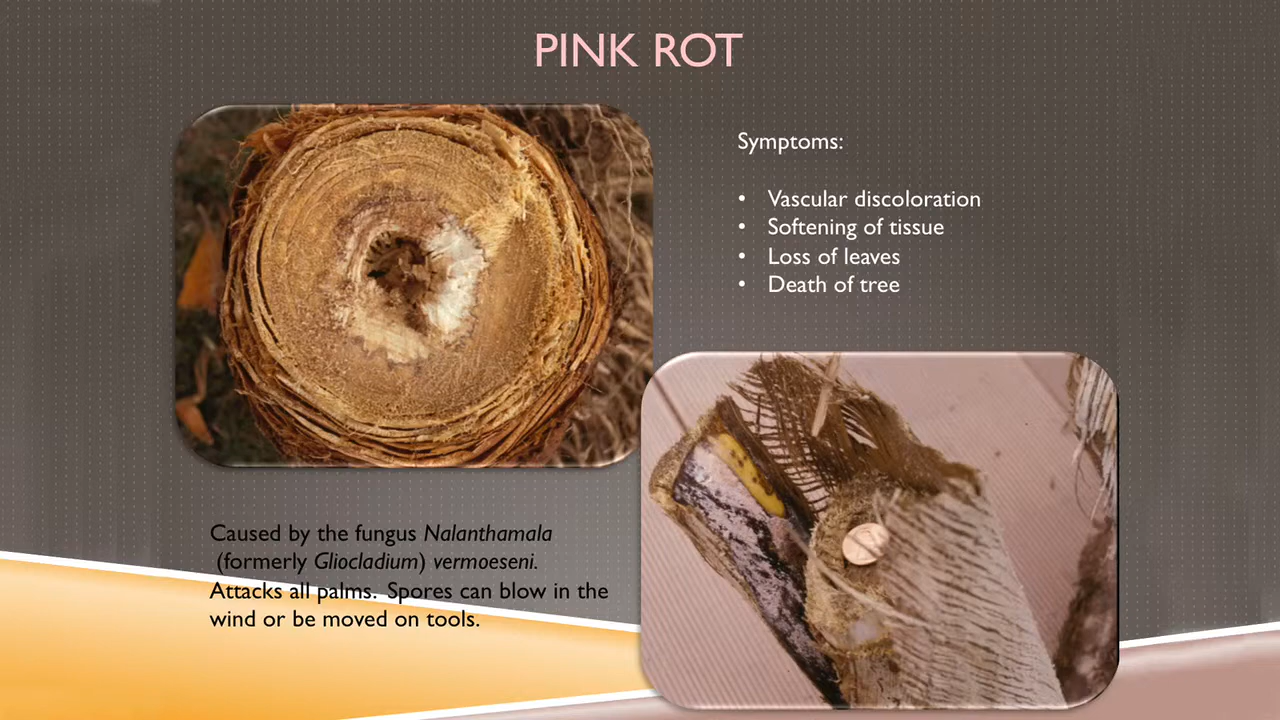 PINK ROT
Symptoms:
• Vascular discoloration
• Softening of tissue
• Loss of leaves
• Death of tree
Caused by the fungus Nalanthamala
(formerly Gliocladium) vermoeseni.
Attacks all palms. Spores can blow in the
wind or be moved on tools.